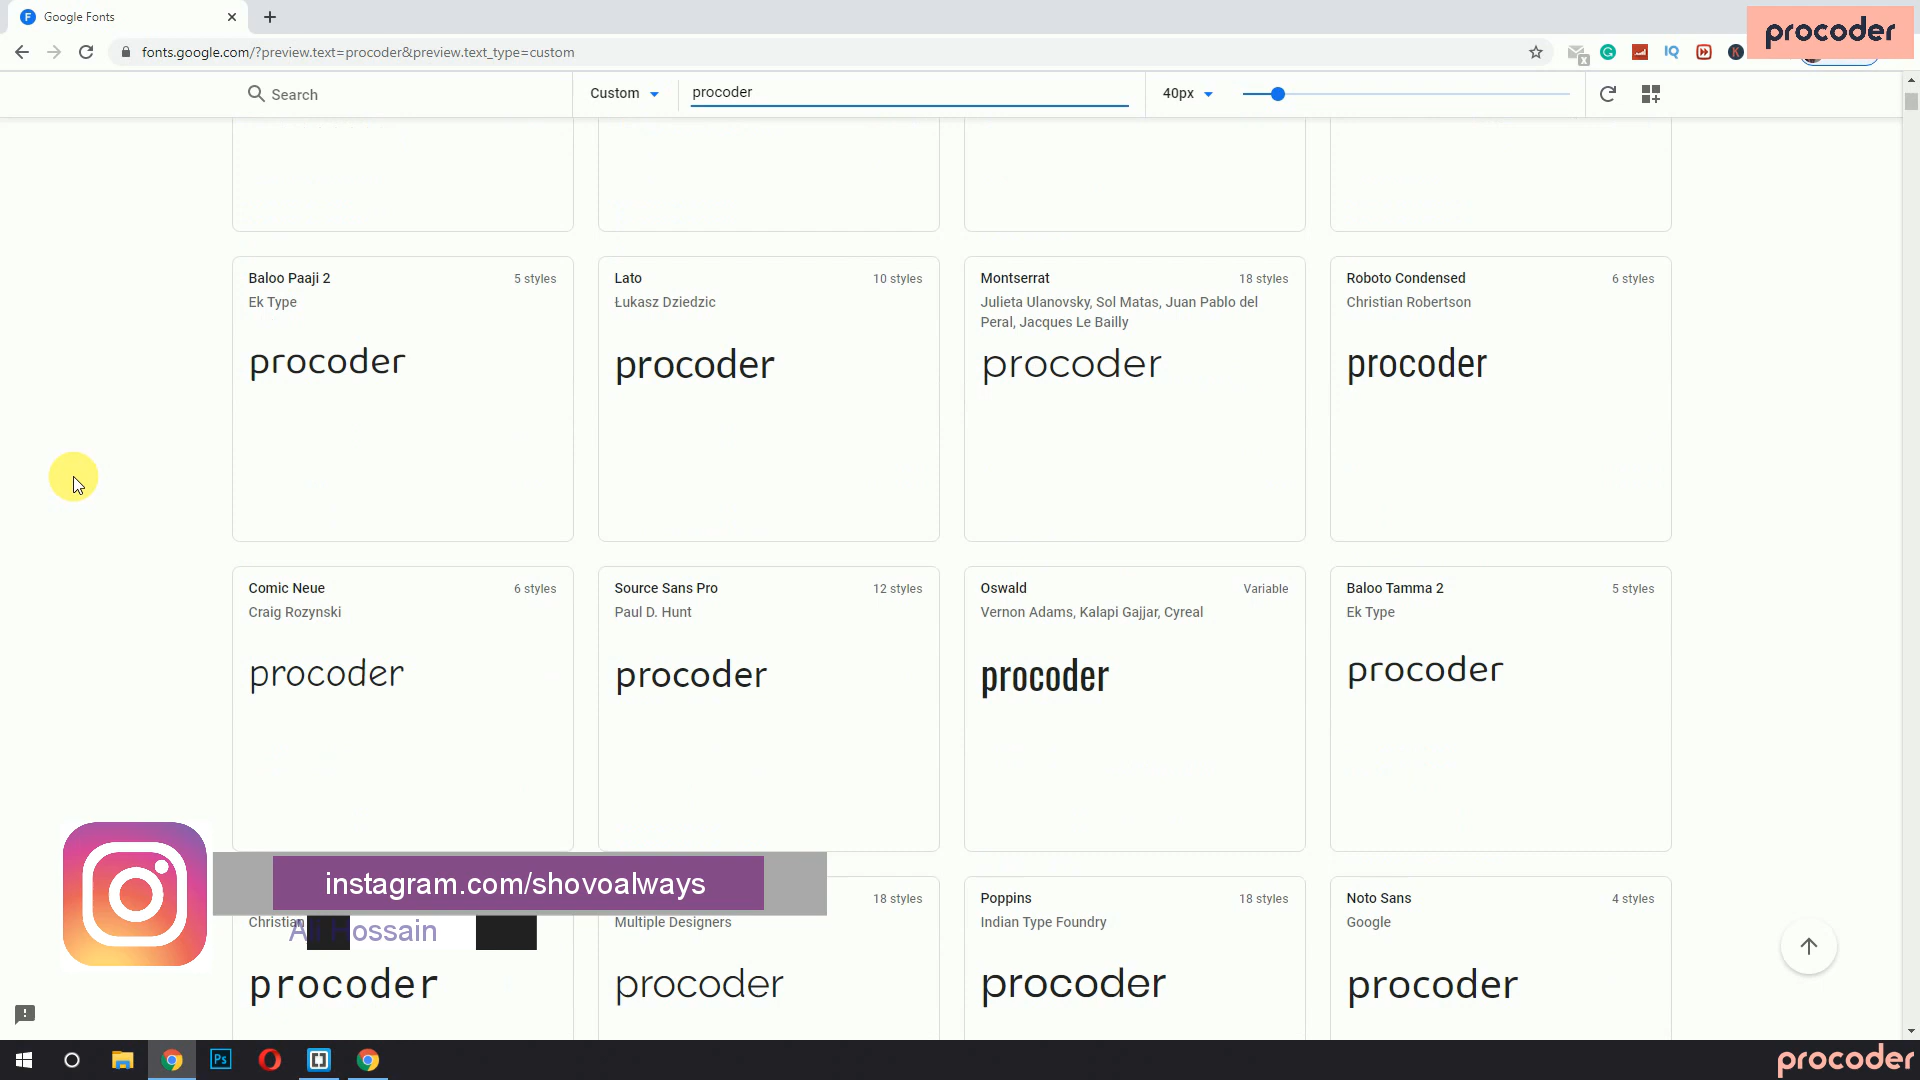 Google Fonts
procoder
fonts.google.com/?preview.text=procoder&preview.text_type=custom
Search
Custom
procoder
40px
Baloo Paaji 2
5 styles
Ek Type
procoder
Lato
10 styles
Łukasz Dziedzic
procoder
Montserrat
18 styles
Julieta Ulanovsky, Sol Matas, Juan Pablo del
Peral, Jacques Le Bailly
procoder
Roboto Condensed
6 styles
Christian Robertson
procoder
Comic Neue
6 styles
Craig Rozynski
procoder
Source Sans Pro
12 styles
Paul D. Hunt
procoder
Oswald
Variable
Vernon Adams, Kalapi Gajjar, Cyreal
procoder
Baloo Tamma 2
5 styles
Ek Type
procoder
instagram.com/shovoalways
Ali Hossain
Christian
procoder
18 styles
Multiple Designers
procoder
Poppins
18 styles
Indian Type Foundry
procoder
Noto Sans
4 styles
Google
procoder
Ps
procoder